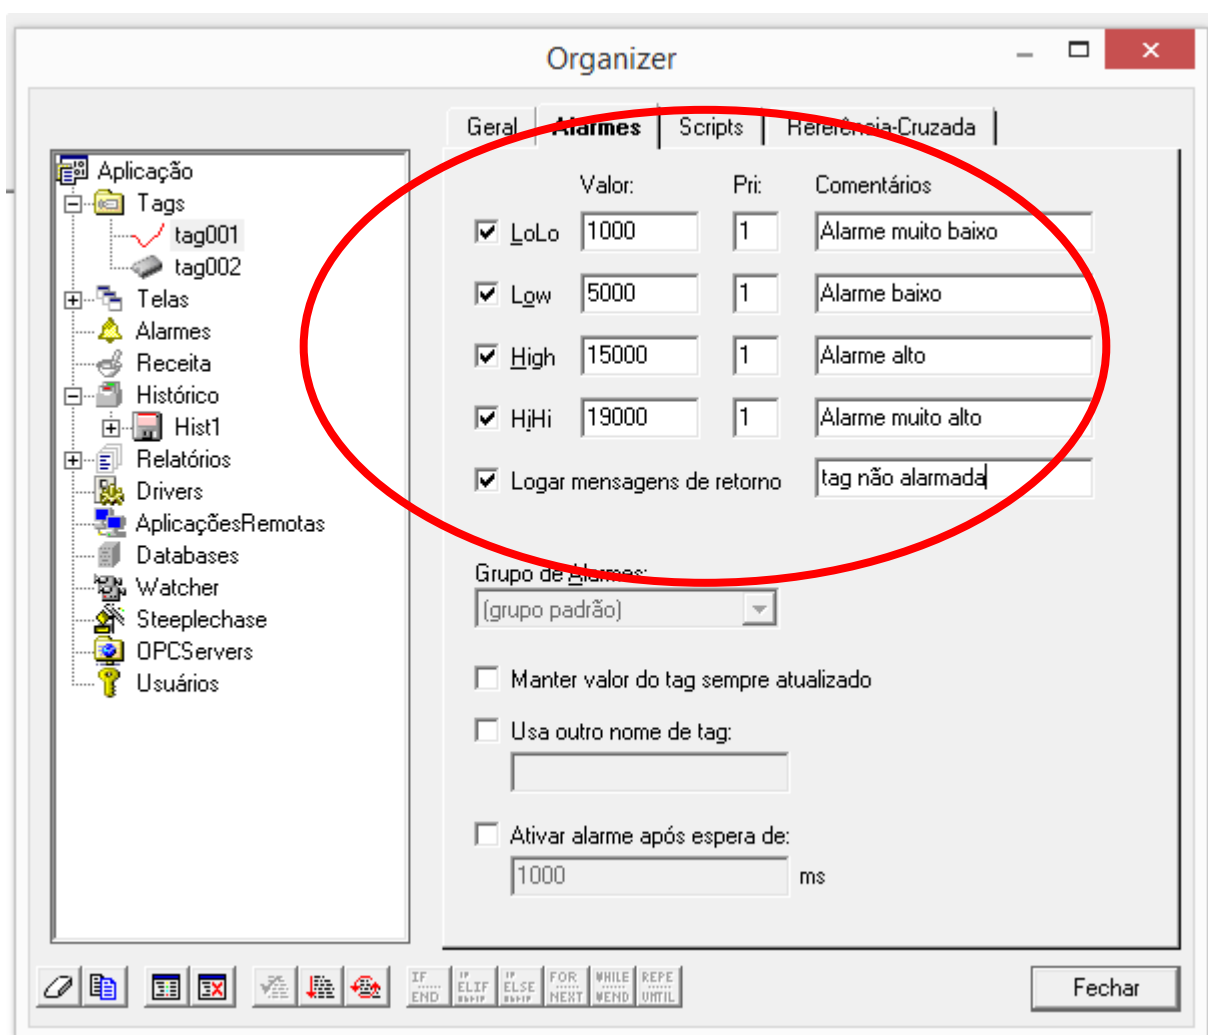 Organizer
Geral Alarmes Scripts Referência-Cruzada
Aplicação
Tags
tag001
tag002
Telas
Alarmes
Receita
Histórico
Hist1
Relatórios
Drivers
AplicaçõesRemotas
Databases
Watcher
Steeplechase
OPCServers
Usuários
Valor: Pri: Comentários
LoLo 1000 1 Alarme muito baixo
Low 5000 1 Alarme baixo
High 15000 1 Alarme alto
HiHi 19000 1 Alarme muito alto
Logar mensagens de retorno tag não alarmada
Grupo de Alarmes:
(grupo padrão)
Manter valor do tag sempre atualizado
Usa outro nome de tag:
Ativar alarme após espera de:
1000 ms
IF END
IF ELIF
IF ELSE
FOR NEXT
WHILE WEND
REPE UNTIL
Fechar